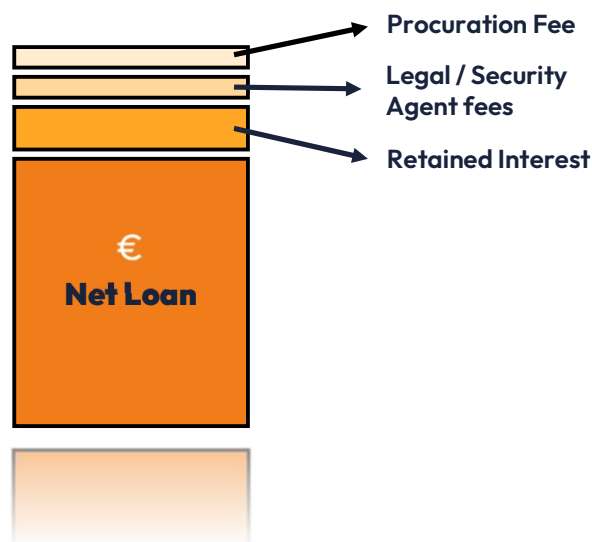 Procuration Fee
Legal / Security
Agent fees
Retained Interest
€
Net Loan